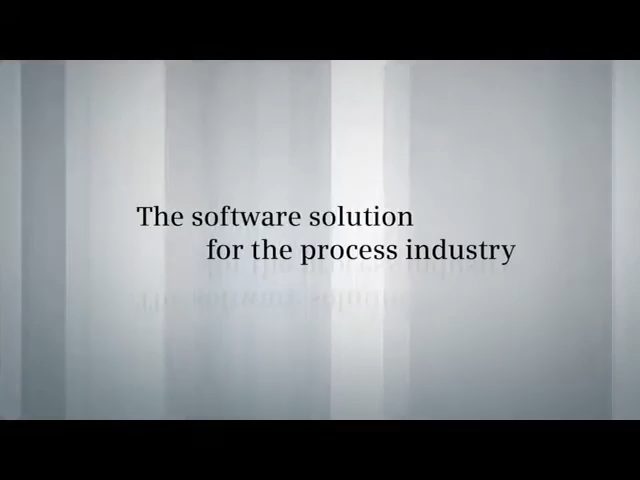 The software solution
for the process industry